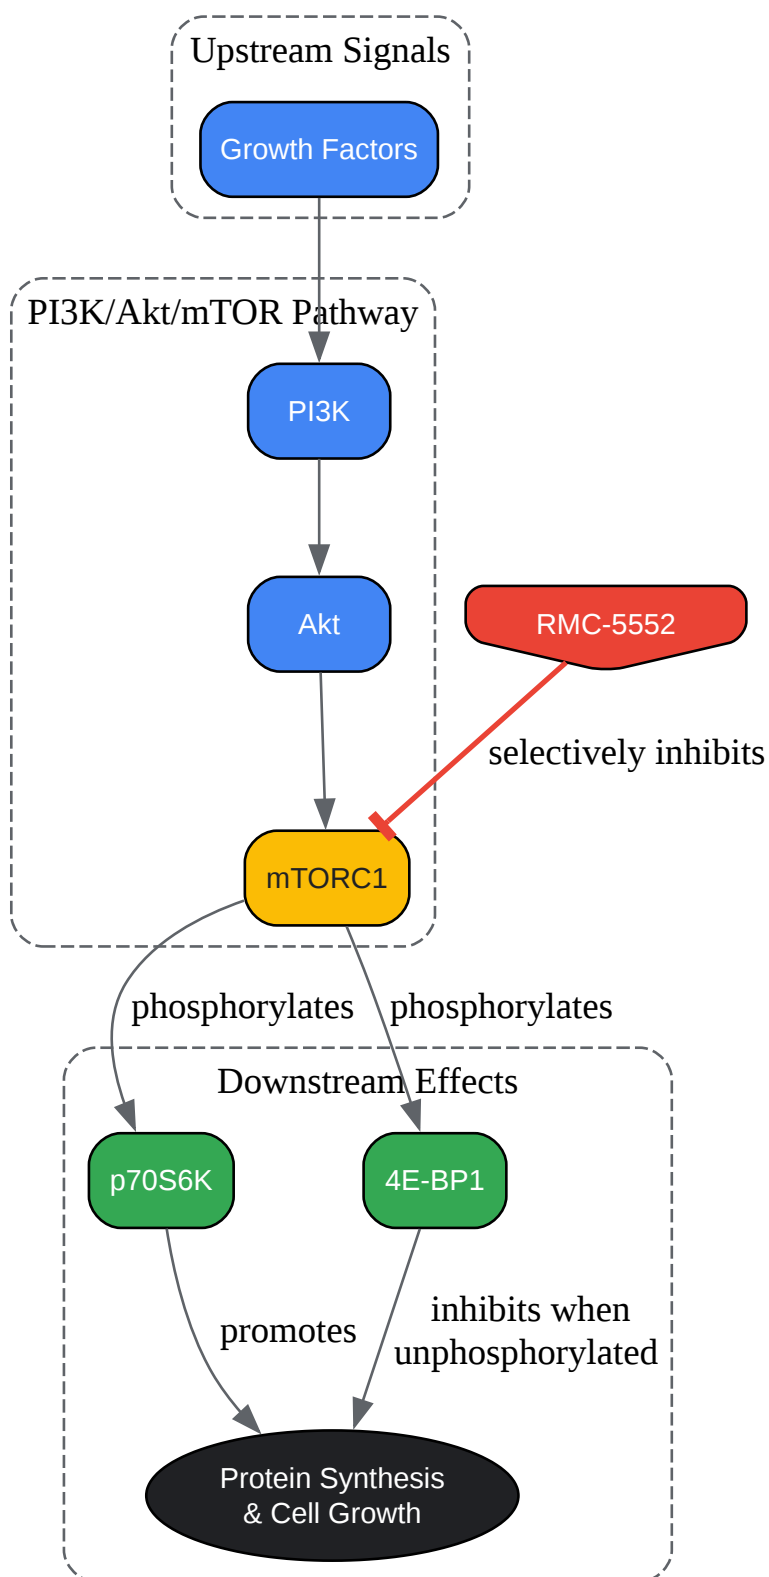 Upstream Signals
Growth Factors
PI3K/Akt/mTOR Pathway
PI3K
Akt
RMC-5552
selectively inhibits
mTORC1
phosphorylates
phosphorylates
Downstream Effects
p70S6K
4E-BP1
promotes
inhibits when
unphosphorylated
Protein Synthesis
& Cell Growth